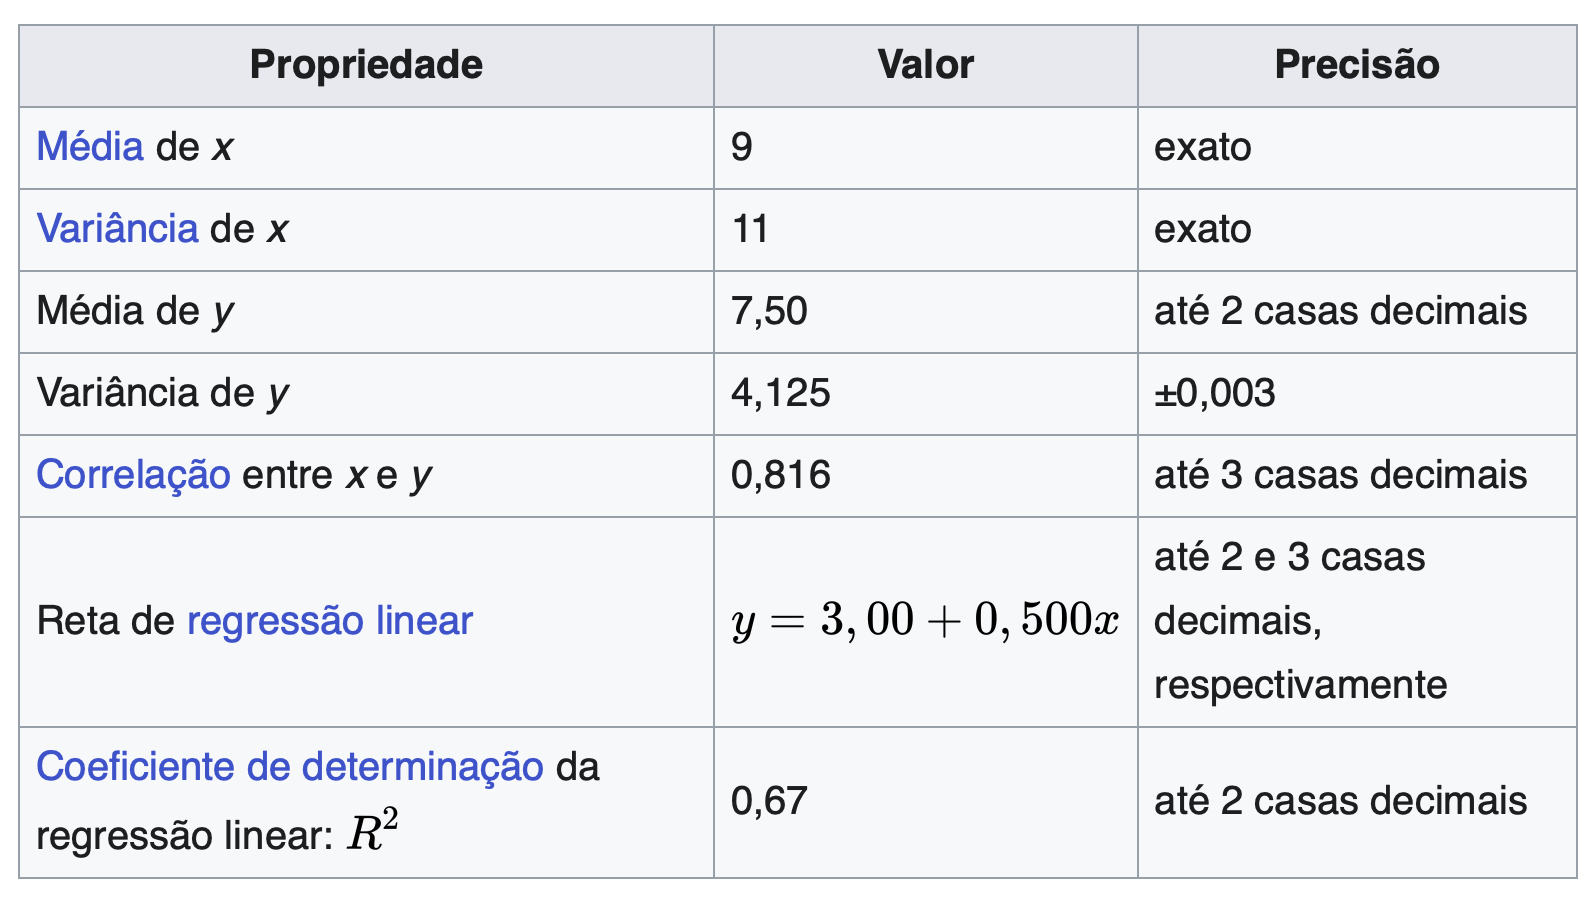 Propriedade Valor Precisão
Média de x 9 exato
Variância de x 11 exato
Média de y 7,50 até 2 casas decimais
Variância de y 4,125 ±0,003
Correlação entre x e y 0,816 até 3 casas decimais
Reta de regressão linear y = 3,00 + 0,500x até 2 e 3 casas
decimais,
respectivamente
Coeficiente de determinação da
regressão linear: R² 0,67 até 2 casas decimais